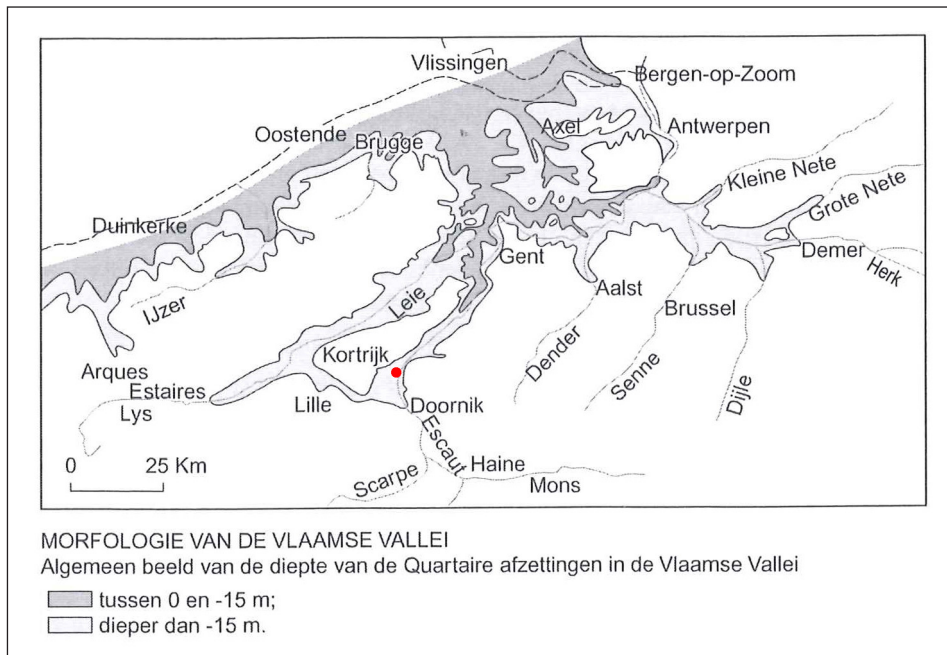 Vlissingen
Bergen-op-Zoom
Oostende
Axel
Brugge
Antwerpen
Kleine Nete
Grote Nete
Duinkerke
Gent
Demer
Herk
IJzer
Leie
Aalst
Brussel
Kortrijk
Dender
Senne
Arques
Estaires
Dijle
Lys
Lille
Doornik
Escaut
0 25 Km
Scarpe
Haine
Mons
MORFOLOGIE VAN DE VLAAMSE VALLEI
Algemeen beeld van de diepte van de Quartaire afzettingen in de Vlaamse Vallei
tussen 0 en -15 m;
dieper dan -15 m.